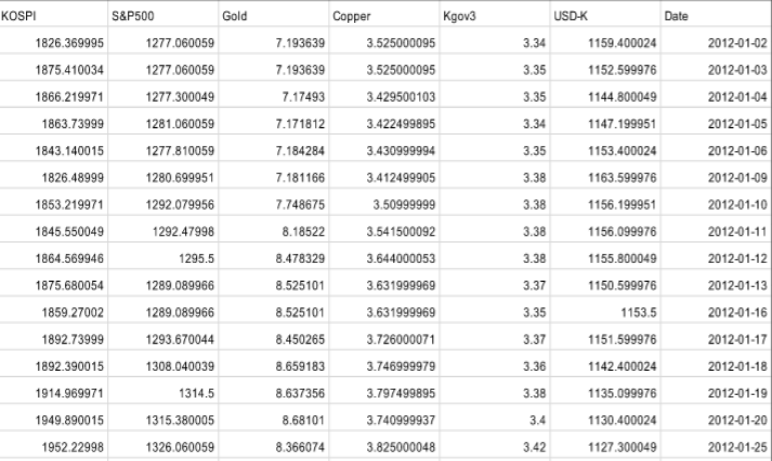 KOSPI S&P500 Gold Copper Kgov3 USD-K Date
1826.369995 1277.060059 7.193639 3.525000095 3.34 1159.400024 2012-01-02
1875.410034 1277.060059 7.193639 3.525000095 3.35 1152.599976 2012-01-03
1866.219971 1277.300049 7.17493 3.429500103 3.35 1144.800049 2012-01-04
1863.73999 1281.060059 7.171812 3.422499895 3.34 1147.199951 2012-01-05
1843.140015 1277.810059 7.184284 3.430999994 3.35 1153.400024 2012-01-06
1826.48999 1280.699951 7.181166 3.412499905 3.38 1163.599976 2012-01-09
1853.219971 1292.079956 7.748675 3.50999999 3.38 1156.199951 2012-01-10
1845.550049 1292.47998 8.18522 3.541500092 3.38 1156.099976 2012-01-11
1864.569946 1295.5 8.478329 3.644000053 3.38 1155.800049 2012-01-12
1875.680054 1289.089966 8.525101 3.631999969 3.37 1150.599976 2012-01-13
1859.27002 1289.089966 8.525101 3.631999969 3.35 1153.5 2012-01-16
1892.73999 1293.670044 8.450265 3.726000071 3.37 1151.599976 2012-01-17
1892.390015 1308.040039 8.659183 3.746999979 3.36 1142.400024 2012-01-18
1914.969971 1314.5 8.637356 3.797499895 3.38 1135.099976 2012-01-19
1949.890015 1315.380005 8.68101 3.740999937 3.4 1130.400024 2012-01-20
1952.22998 1326.060059 8.366074 3.825000048 3.42 1127.300049 2012-01-25